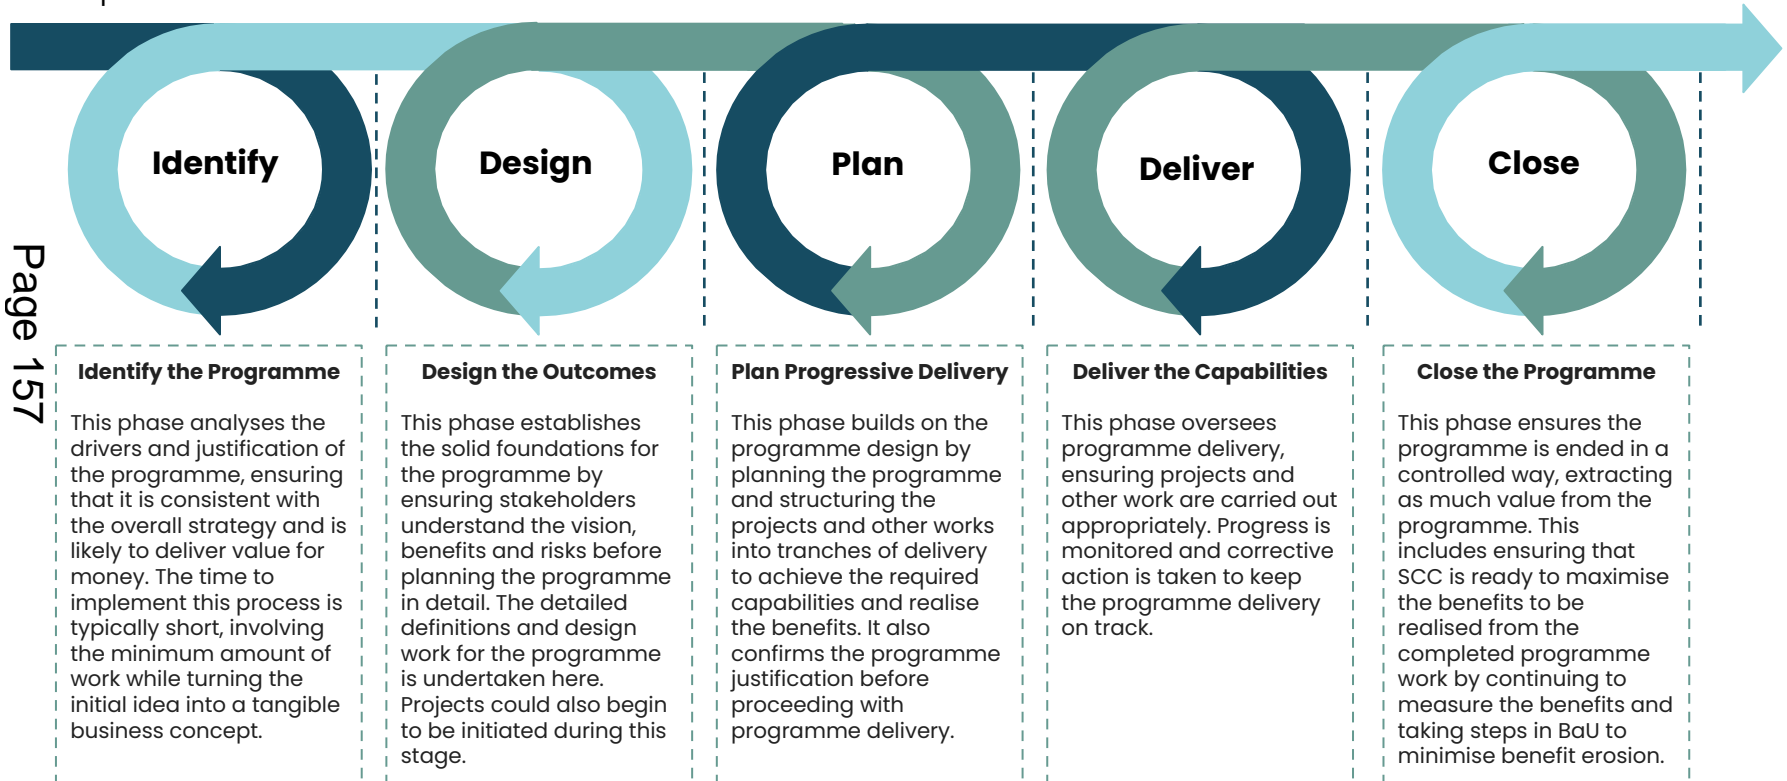 Identify
Design
Plan
Deliver
Close
Page 157
Identify the Programme
This phase analyses the
drivers and justification of
the programme, ensuring
that it is consistent with
the overall strategy and is
likely to deliver value for
money. The time to
implement this process is
typically short, involving
the minimum amount of
work while turning the
initial idea into a tangible
business concept.
Design the Outcomes
This phase establishes
the solid foundations for
the programme by
ensuring stakeholders
understand the vision,
benefits and risks before
planning the programme
in detail. The detailed
definitions and design
work for the programme
is undertaken here.
Projects could also begin
to be initiated during this
stage.
Plan Progressive Delivery
This phase builds on the
programme design by
planning the programme
and structuring the
projects and other works
into tranches of delivery
to achieve the required
capabilities and realise
the benefits. It also
confirms the programme
justification before
proceeding with
programme delivery.
Deliver the Capabilities
This phase oversees
programme delivery,
ensuring projects and
other work are carried out
appropriately. Progress is
monitored and corrective
action is taken to keep
the programme delivery
on track.
Close the Programme
This phase ensures the
programme is ended in a
controlled way, extracting
as much value from the
programme. This
includes ensuring that
SCC is ready to maximise
the benefits to be
realised from the
completed programme
work by continuing to
measure the benefits and
taking steps in BaU to
minimise benefit erosion.